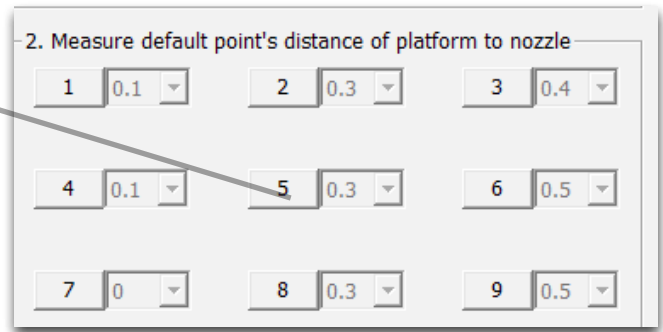 2. Measure default point's distance of platform to nozzle
1 0.1 2 0.3 3 0.4
4 0.1 5 0.3 6 0.5
7 0 8 0.3 9 0.5